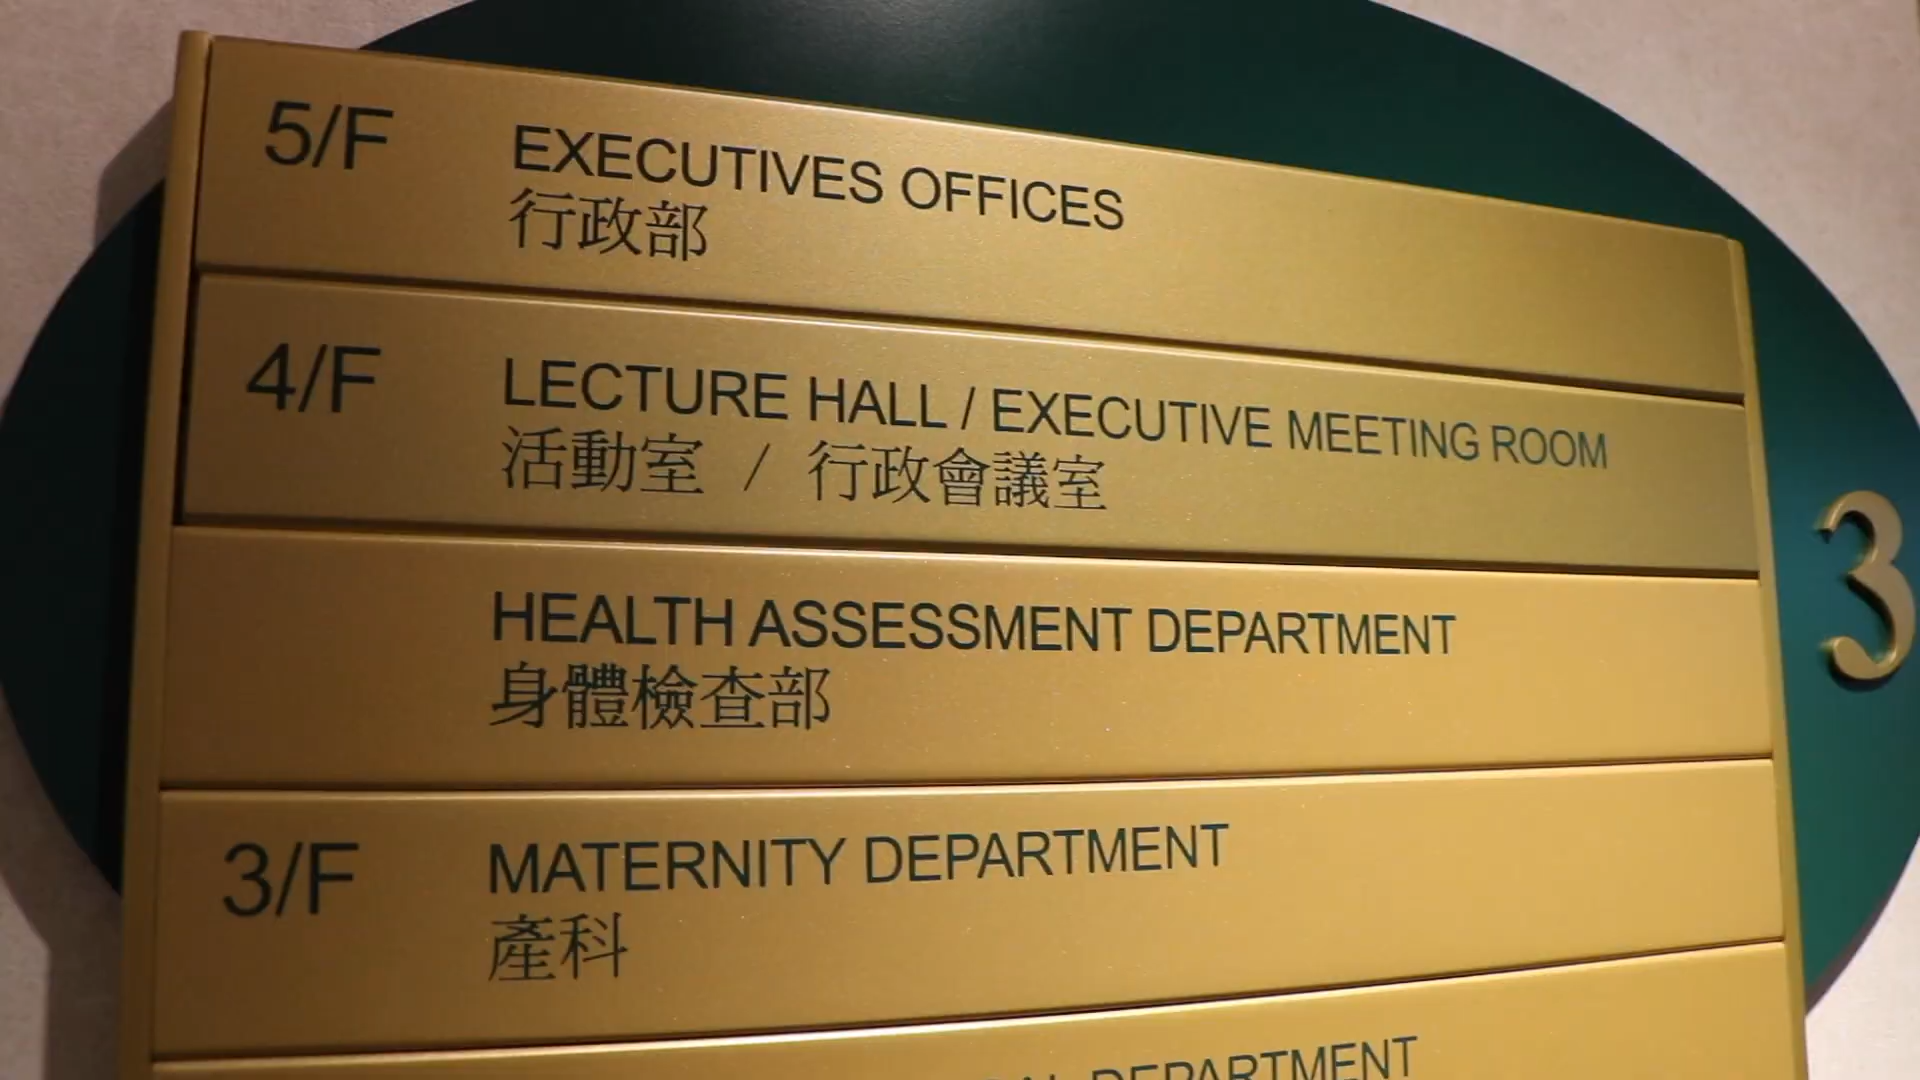 5/F EXECUTIVES OFFICES
行政部
4/F LECTURE HALL / EXECUTIVE MEETING ROOM
活動室 / 行政會議室
HEALTH ASSESSMENT DEPARTMENT
身體檢查部
3/F MATERNITY DEPARTMENT
產科
DEPARTMENT
3